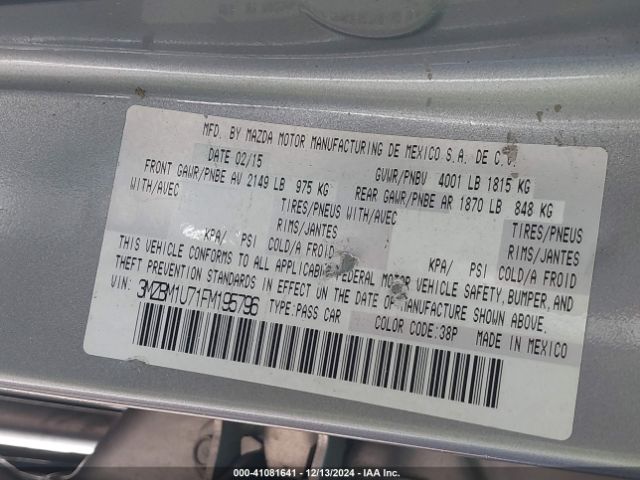 MFD. BY MAZDA MOTOR MANUFACTURING DE MEXICO S.A. DE C.V.
DATE 02/15
GVWR/PNBV 4001 LB 1815 KG
FRONT GAWR/PNBE AV 2149 LB 975 KG
REAR GAWR/PNBE AR 1870 LB 848 KG
WITH/AVEC
TIRES/PNEUS
WITH/AVEC
TIRES/PNEUS
RIMS/JANTES
RIMS/JANTES
KPA/ PSI COLD/A FROID
KPA/ PSI COLD/A FROID
THIS VEHICLE CONFORMS TO ALL APPLICABLE FEDERAL MOTOR VEHICLE SAFETY, BUMPER, AND
THEFT PREVENTION STANDARDS IN EFFECT ON THE DATE OF MANUFACTURE SHOWN ABOVE.
VIN: 3MZBM1U71FM195796 TYPE:PASS CAR
COLOR CODE:38P MADE IN MEXICO
000-41081641 - 12/13/2024 - IAA Inc.